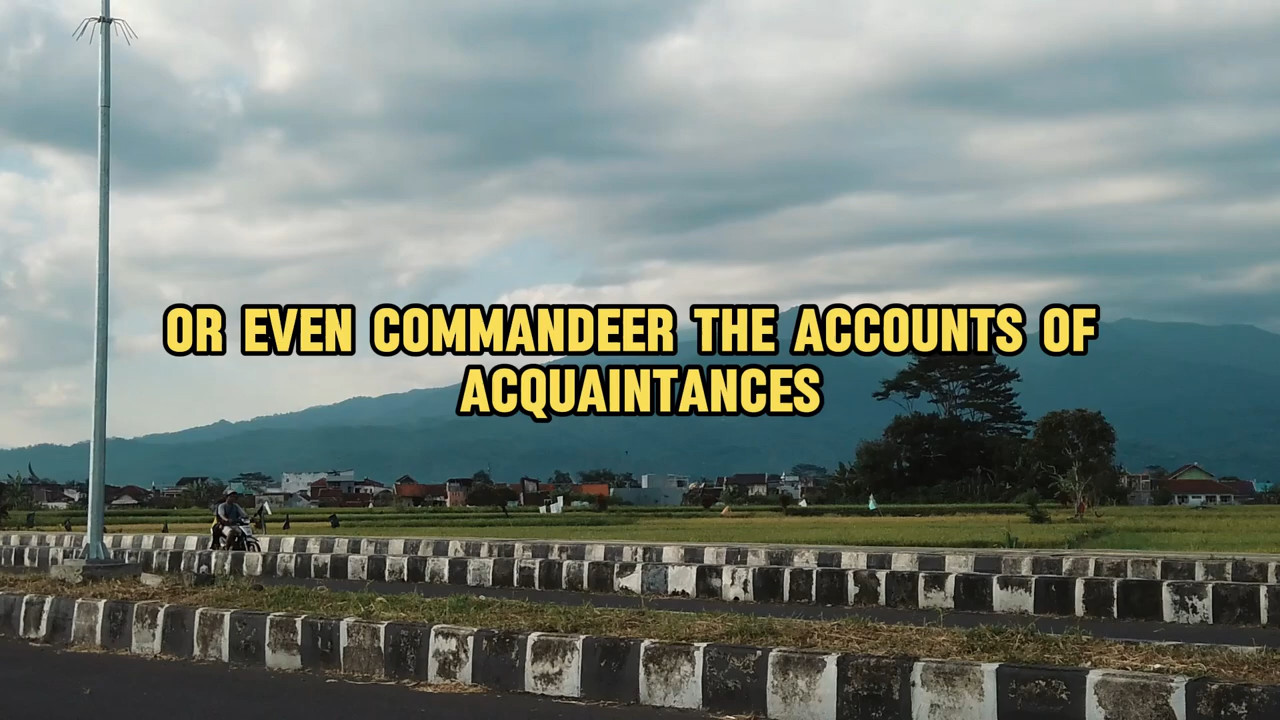 OR EVEN COMMANDEER THE ACCOUNTS OF
ACQUAINTANCES